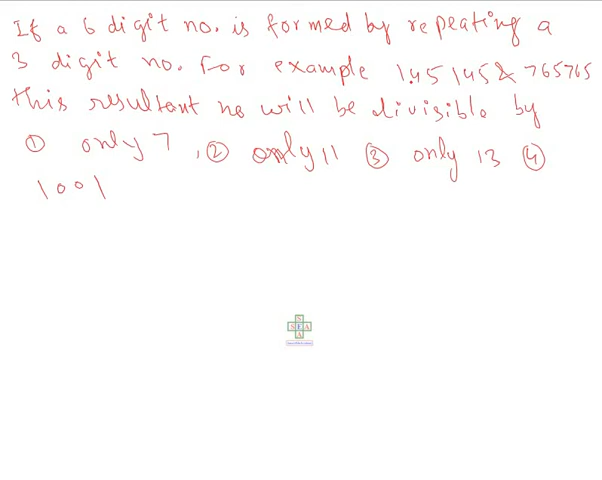 If a 6 digit no. is formed by repeating a
3 digit no. For example 145145 & 765765
this resultant no will be divisible by
① only 7, ② only 11 ③ only 13 ④
1001
S
S E A A
A